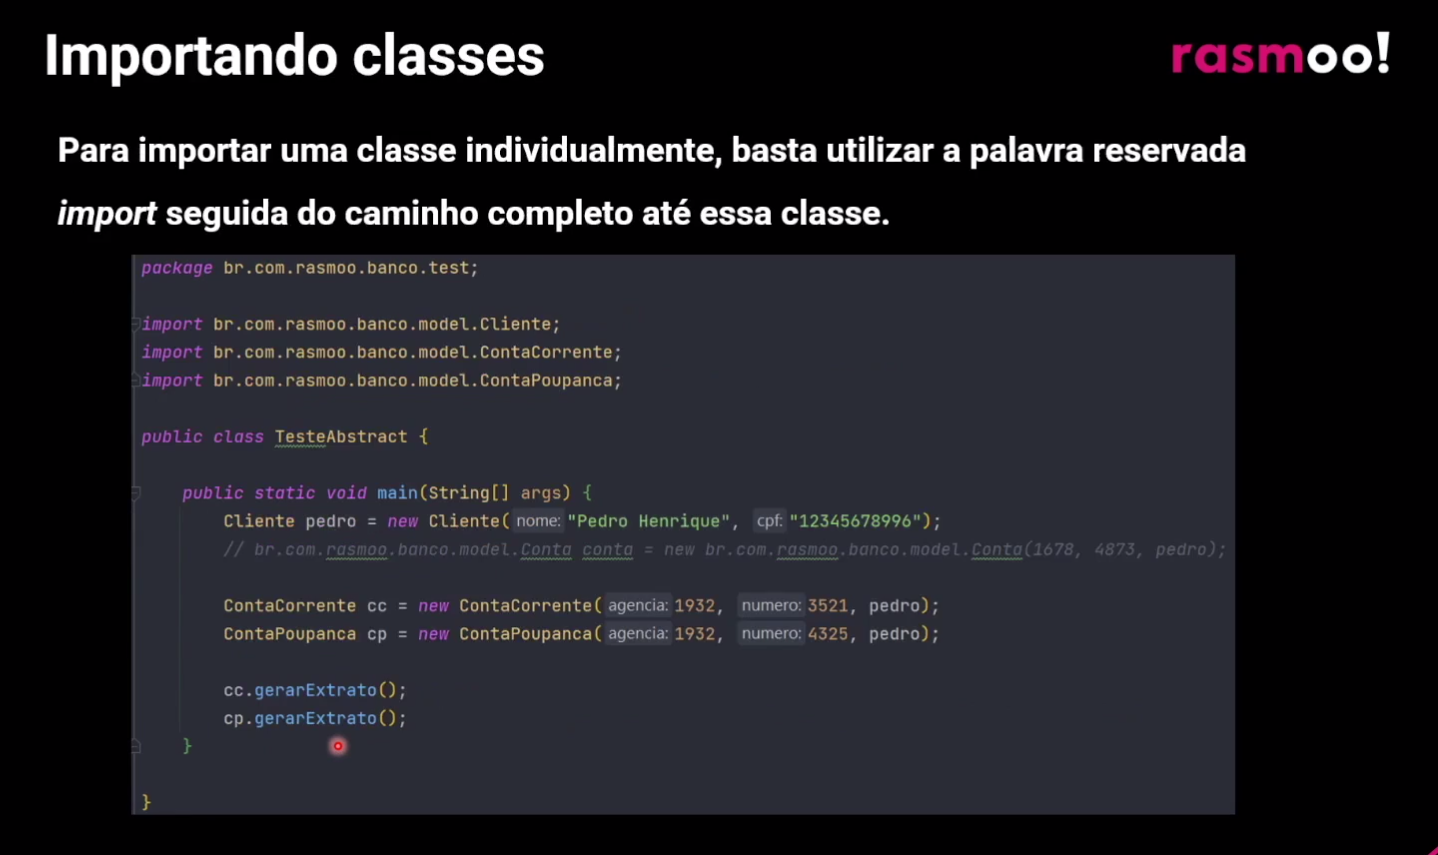 Importando classes
rasmoo!
Para importar uma classe individualmente, basta utilizar a palavra reservada
import seguida do caminho completo até essa classe.
package br.com.rasmoo.banco.test;
import br.com.rasmoo.banco.model.Cliente;
import br.com.rasmoo.banco.model.ContaCorrente;
import br.com.rasmoo.banco.model.ContaPoupanca;
public class TesteAbstract {
public static void main(String[] args) {
Cliente pedro = new Cliente( nome: "Pedro Henrique", cpf: "12345678996");
// br.com.rasmoo.banco.model.Conta conta = new br.com.rasmoo.banco.model.Conta(1678, 4873, pedro);
ContaCorrente cc = new ContaCorrente( agencia: 1932, numero: 3521, pedro);
ContaPoupanca cp = new ContaPoupanca( agencia: 1932, numero: 4325, pedro);
cc.gerarExtrato();
cp.gerarExtrato();
}
}